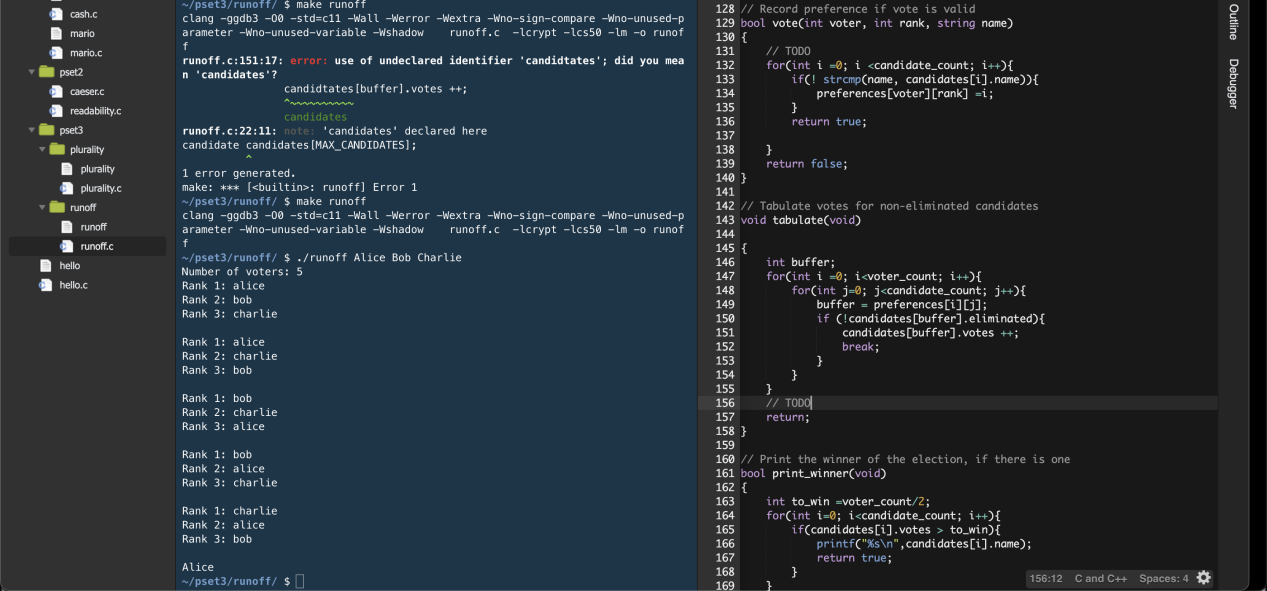 cash.c
mario
mario.c
pset2
caeser.c
readability.c
pset3
plurality
plurality
plurality.c
runoff
runoff
runoff.c
hello
hello.c
~/pset3/runoff/ $ make runoff
clang -ggdb3 -O0 -std=c11 -Wall -Werror -Wextra -Wno-sign-compare -Wno-unused-p
arameter -Wno-unused-variable -Wshadow    runoff.c  -lcrypt -lcs50 -lm -o runof
f
runoff.c:151:17: error: use of undeclared identifier 'candidtates'; did you mea
n 'candidates'?
                candidtates[buffer].votes ++;
                ^~~~~~~~~~~
                candidates
runoff.c:22:11: note: 'candidates' declared here
candidate candidates[MAX_CANDIDATES];
          ^
1 error generated.
make: *** [<builtin>: runoff] Error 1
~/pset3/runoff/ $ make runoff
clang -ggdb3 -O0 -std=c11 -Wall -Werror -Wextra -Wno-sign-compare -Wno-unused-p
arameter -Wno-unused-variable -Wshadow    runoff.c  -lcrypt -lcs50 -lm -o runof
f
~/pset3/runoff/ $ ./runoff Alice Bob Charlie
Number of voters: 5
Rank 1: alice
Rank 2: bob
Rank 3: charlie
Rank 1: alice
Rank 2: charlie
Rank 3: bob
Rank 1: bob
Rank 2: charlie
Rank 3: alice
Rank 1: bob
Rank 2: alice
Rank 3: charlie
Rank 1: charlie
Rank 2: alice
Rank 3: bob
Alice
~/pset3/runoff/ $
128 // Record preference if vote is valid
129 bool vote(int voter, int rank, string name)
130 {
131     // TODO
132     for(int i =0; i <candidate_count; i++){
133         if(! strcmp(name, candidates[i].name)){
134             preferences[voter][rank] =i;
135         }
136         return true;
137
138     }
139     return false;
140 }
141
142 // Tabulate votes for non-eliminated candidates
143 void tabulate(void)
144
145 {
146     int buffer;
147     for(int i =0; i<voter_count; i++){
148         for(int j=0; j<candidate_count; j++){
149             buffer = preferences[i][j];
150             if (!candidates[buffer].eliminated){
151                 candidates[buffer].votes ++;
152                 break;
153             }
154         }
155     }
156     // TODO
157     return;
158 }
159
160 // Print the winner of the election, if there is one
161 bool print_winner(void)
162 {
163     int to_win =voter_count/2;
164     for(int i=0; i<candidate_count; i++){
165         if(candidates[i].votes > to_win){
166             printf("%s\n",candidates[i].name);
167             return true;
168         }
169     }
156:12 C and C++ Spaces: 4
Outline
Debugger